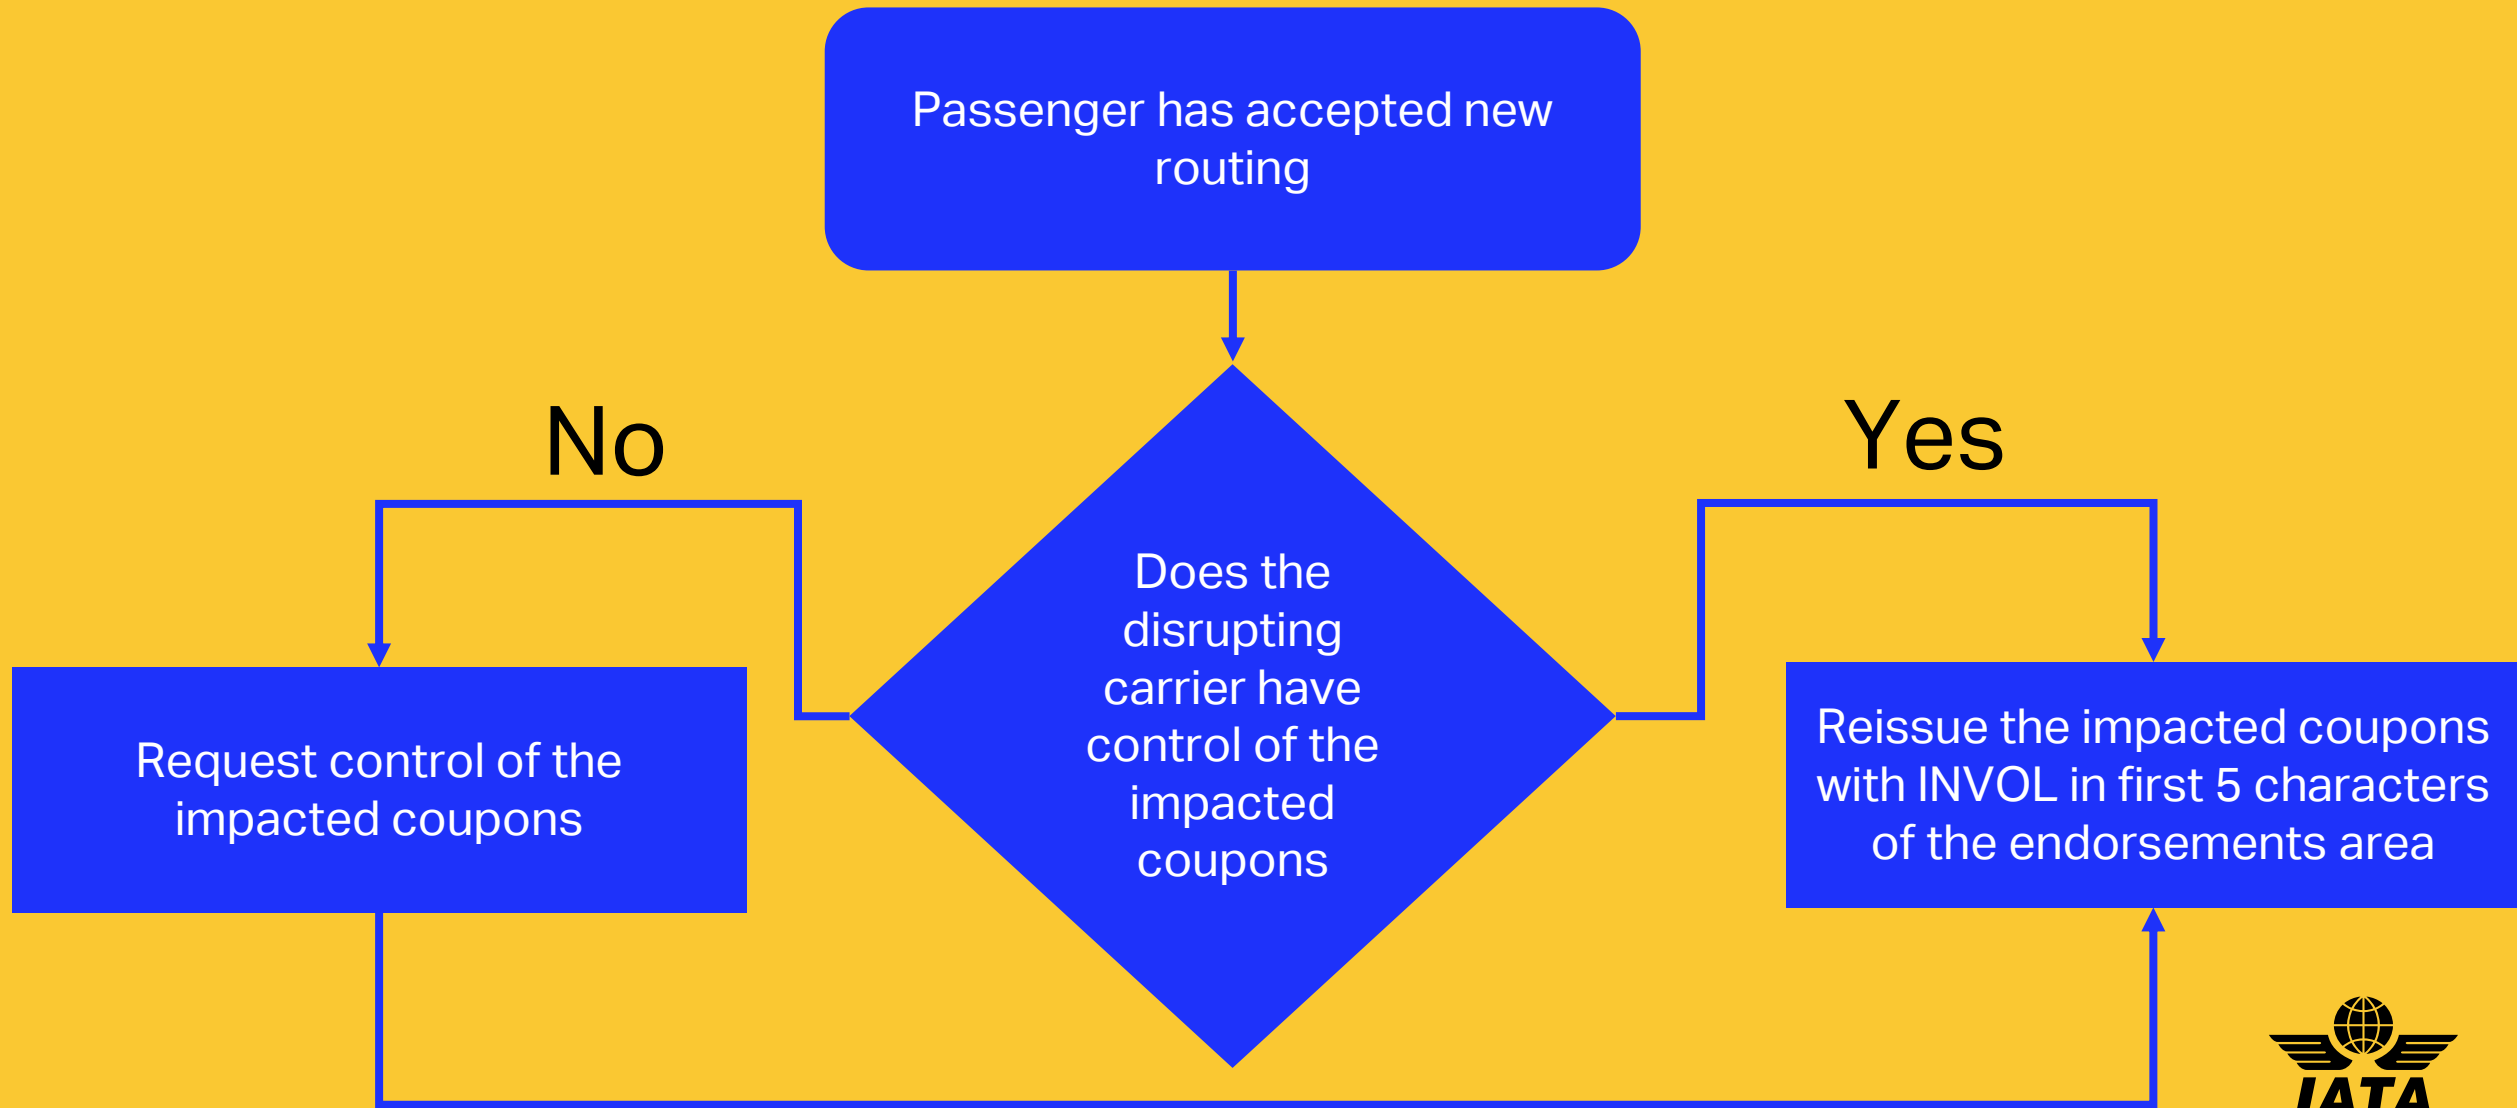 Passenger has accepted new
routing
No
Yes
Does the
disrupting
carrier have
control of the
impacted
coupons
Request control of the
impacted coupons
Reissue the impacted coupons
with INVOL in first 5 characters
of the endorsements area
IATA